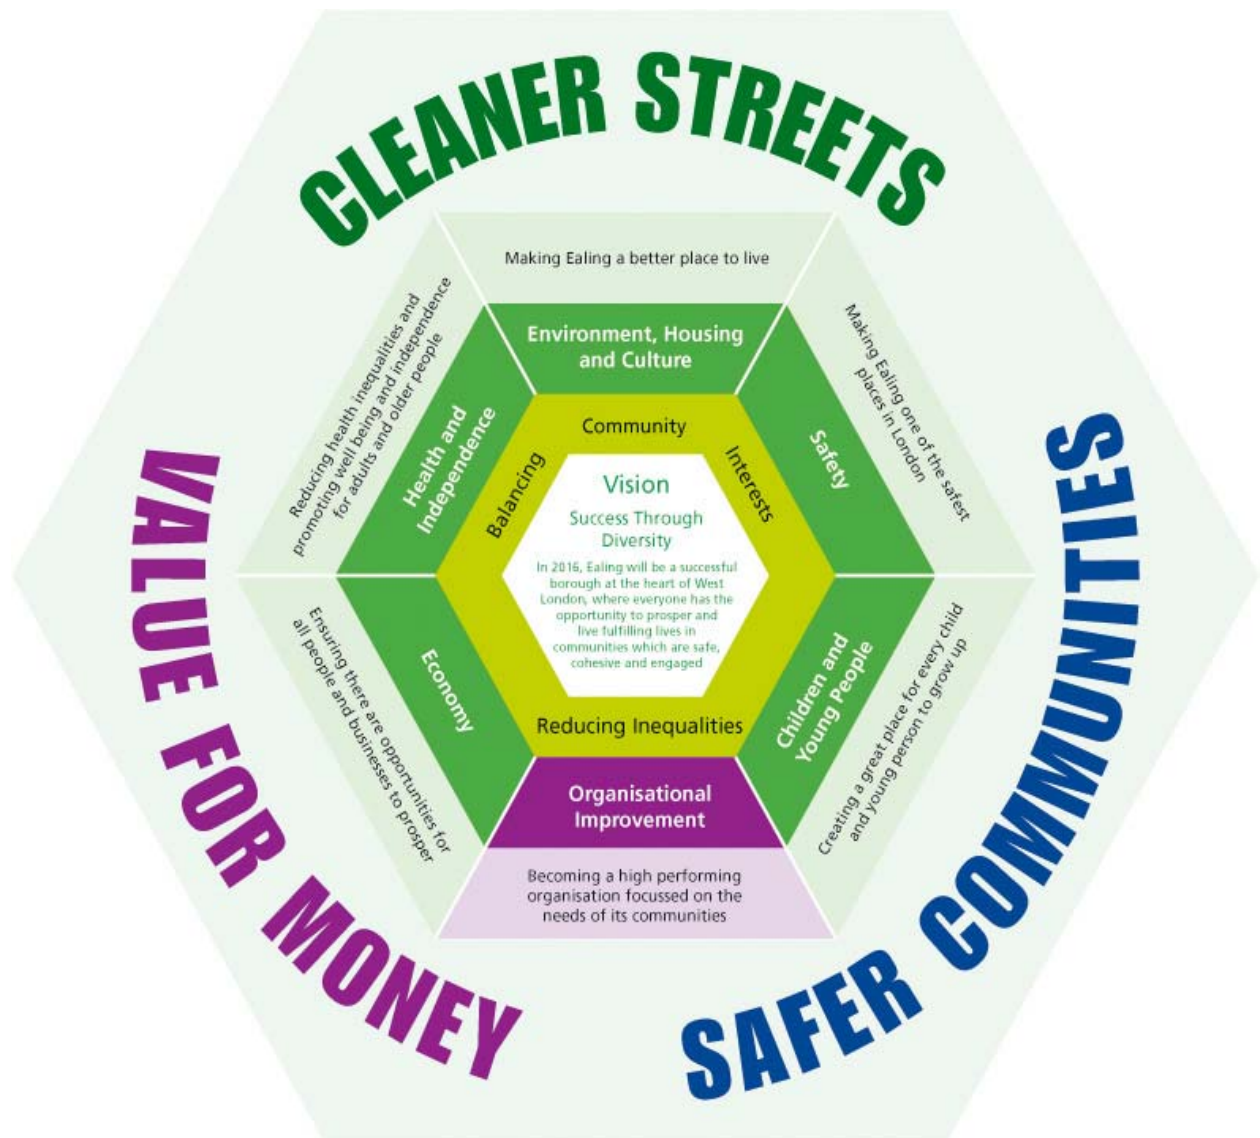 CLEANER STREETS
Making Ealing a better place to live
Environment, Housing
and Culture
Reducing health inequalities and
promoting well being and independence
for adults and older people
Health and
Independence
Making Ealing one of the safest
places in London
Safety
Balancing
Community
Interests
Vision
Success Through
Diversity
In 2016, Ealing will be a successful
borough at the heart of West
London, where everyone has the
opportunity to prosper and
live fulfilling lives in
communities which are safe,
cohesive and engaged
Reducing Inequalities
Ensuring there are opportunities for
all people and businesses to prosper
Economy
Children and
Young People
Creating a great place for every child
and young person to grow up
Organisational
Improvement
Becoming a high performing
organisation focussed on the
needs of its communities
VALUE FOR MONEY
SAFER COMMUNITIES